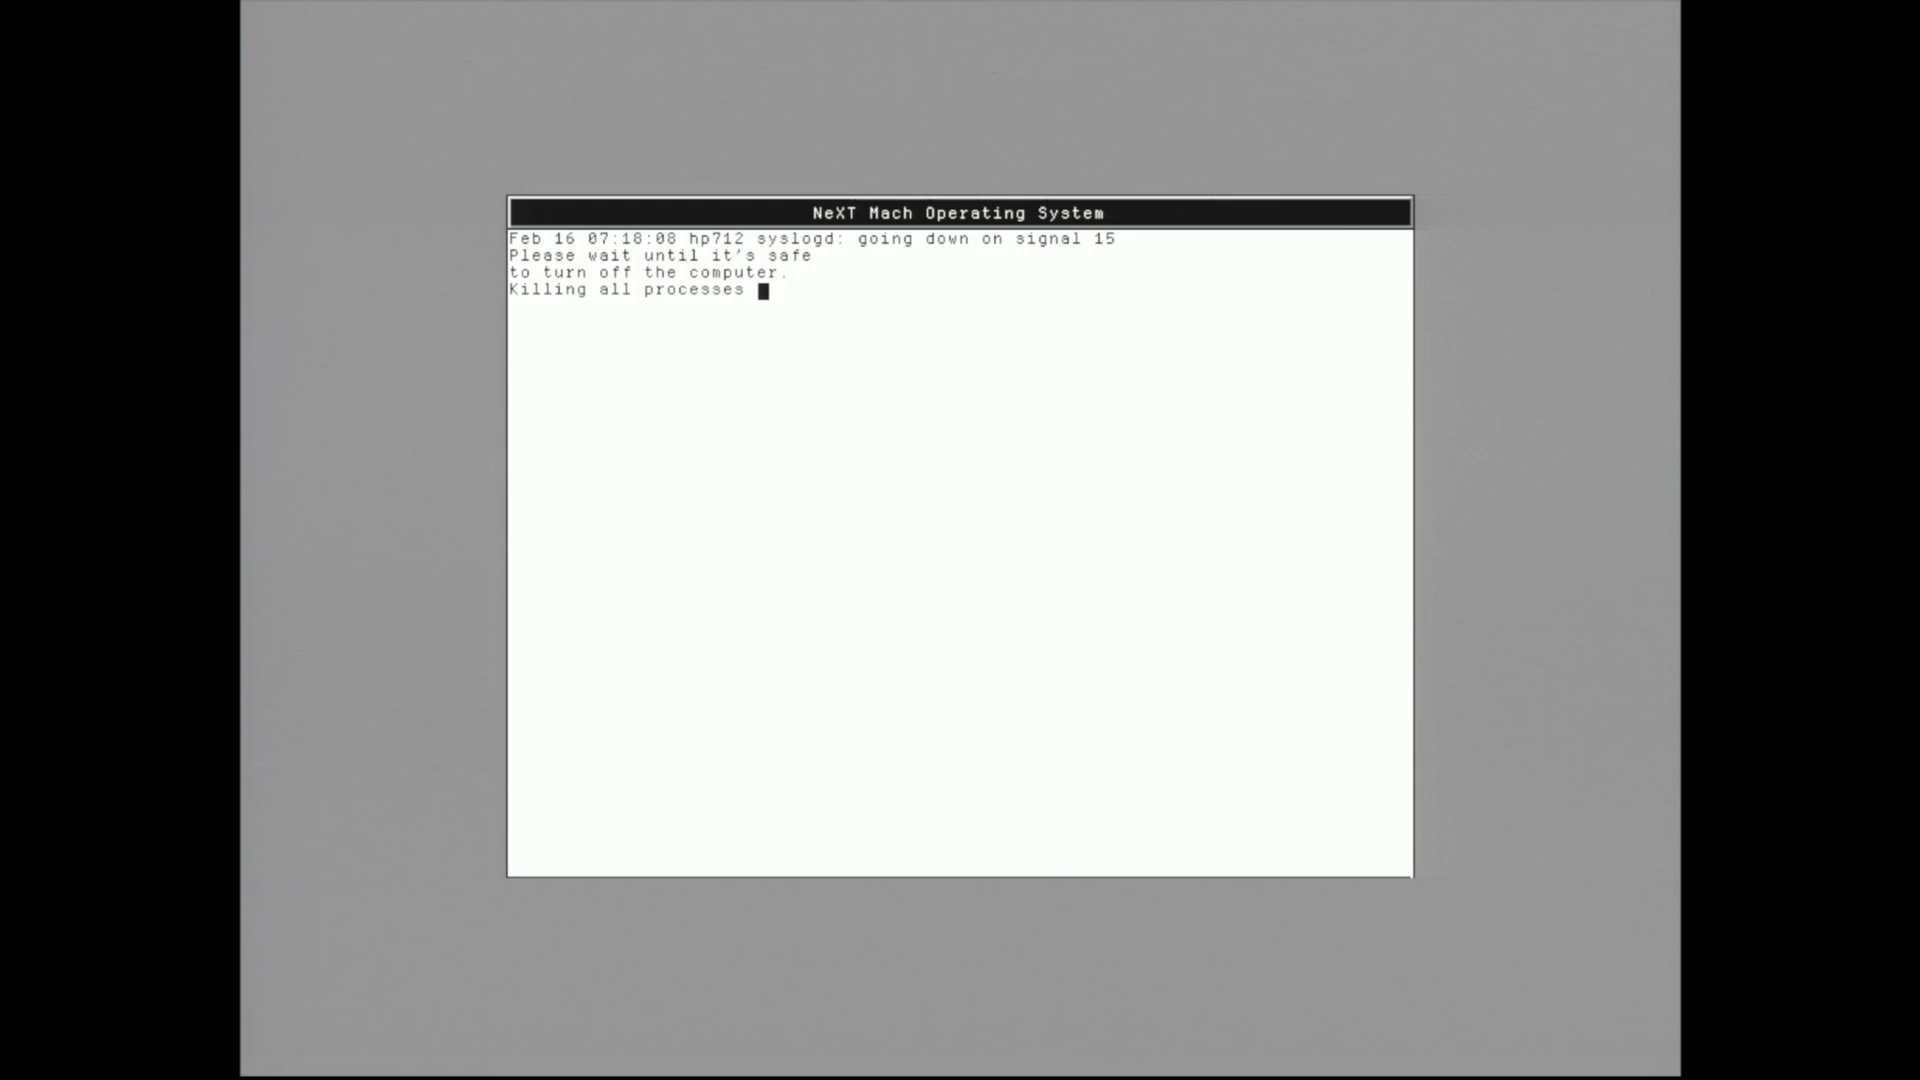 NeXT Mach Operating System
Feb 16 07:18:08 hp712 syslogd: going down on signal 15
Please wait until it's safe
to turn off the computer.
Killing all processes